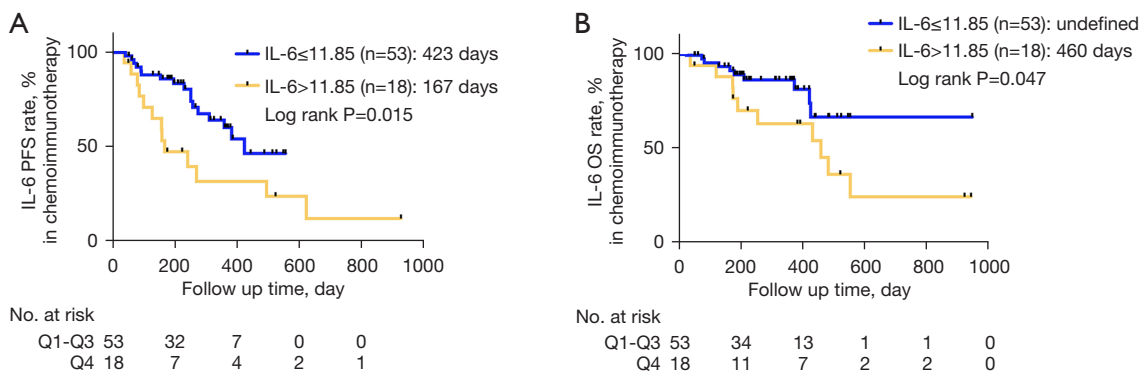 A
IL-6 PFS rate, %
in chemoimmunotherapy
100
50
0
IL-6≤11.85 (n=53): 423 days
IL-6>11.85 (n=18): 167 days
Log rank P=0.015
0 200 400 600 800 1000
Follow up time, day
No. at risk
Q1-Q3 53 32 7 0 0
Q4 18 7 4 2 1
B
IL-6 OS rate, %
in chemoimmunotherapy
100
50
0
IL-6≤11.85 (n=53): undefined
IL-6>11.85 (n=18): 460 days
Log rank P=0.047
0 200 400 600 800 1000
Follow up time, day
No. at risk
Q1-Q3 53 34 13 1 1 0
Q4 18 11 7 2 2 0